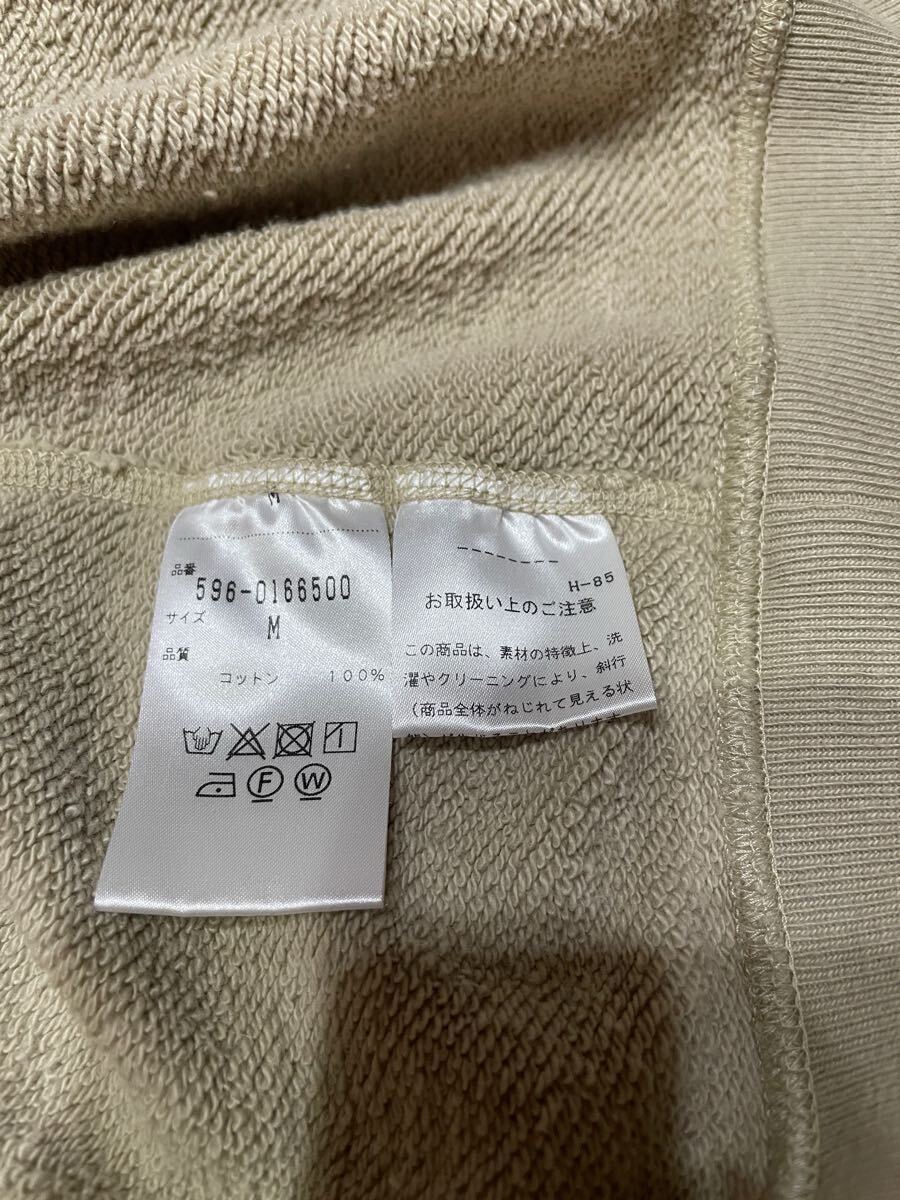 品番
596-0166500
サイズ
M
品質
コットン 100%
F W
H-85
お取扱い上のご注意
この商品は、素材の特徴上、洗
濯やクリーニングにより、斜行
(商品全体がねじれて見える状